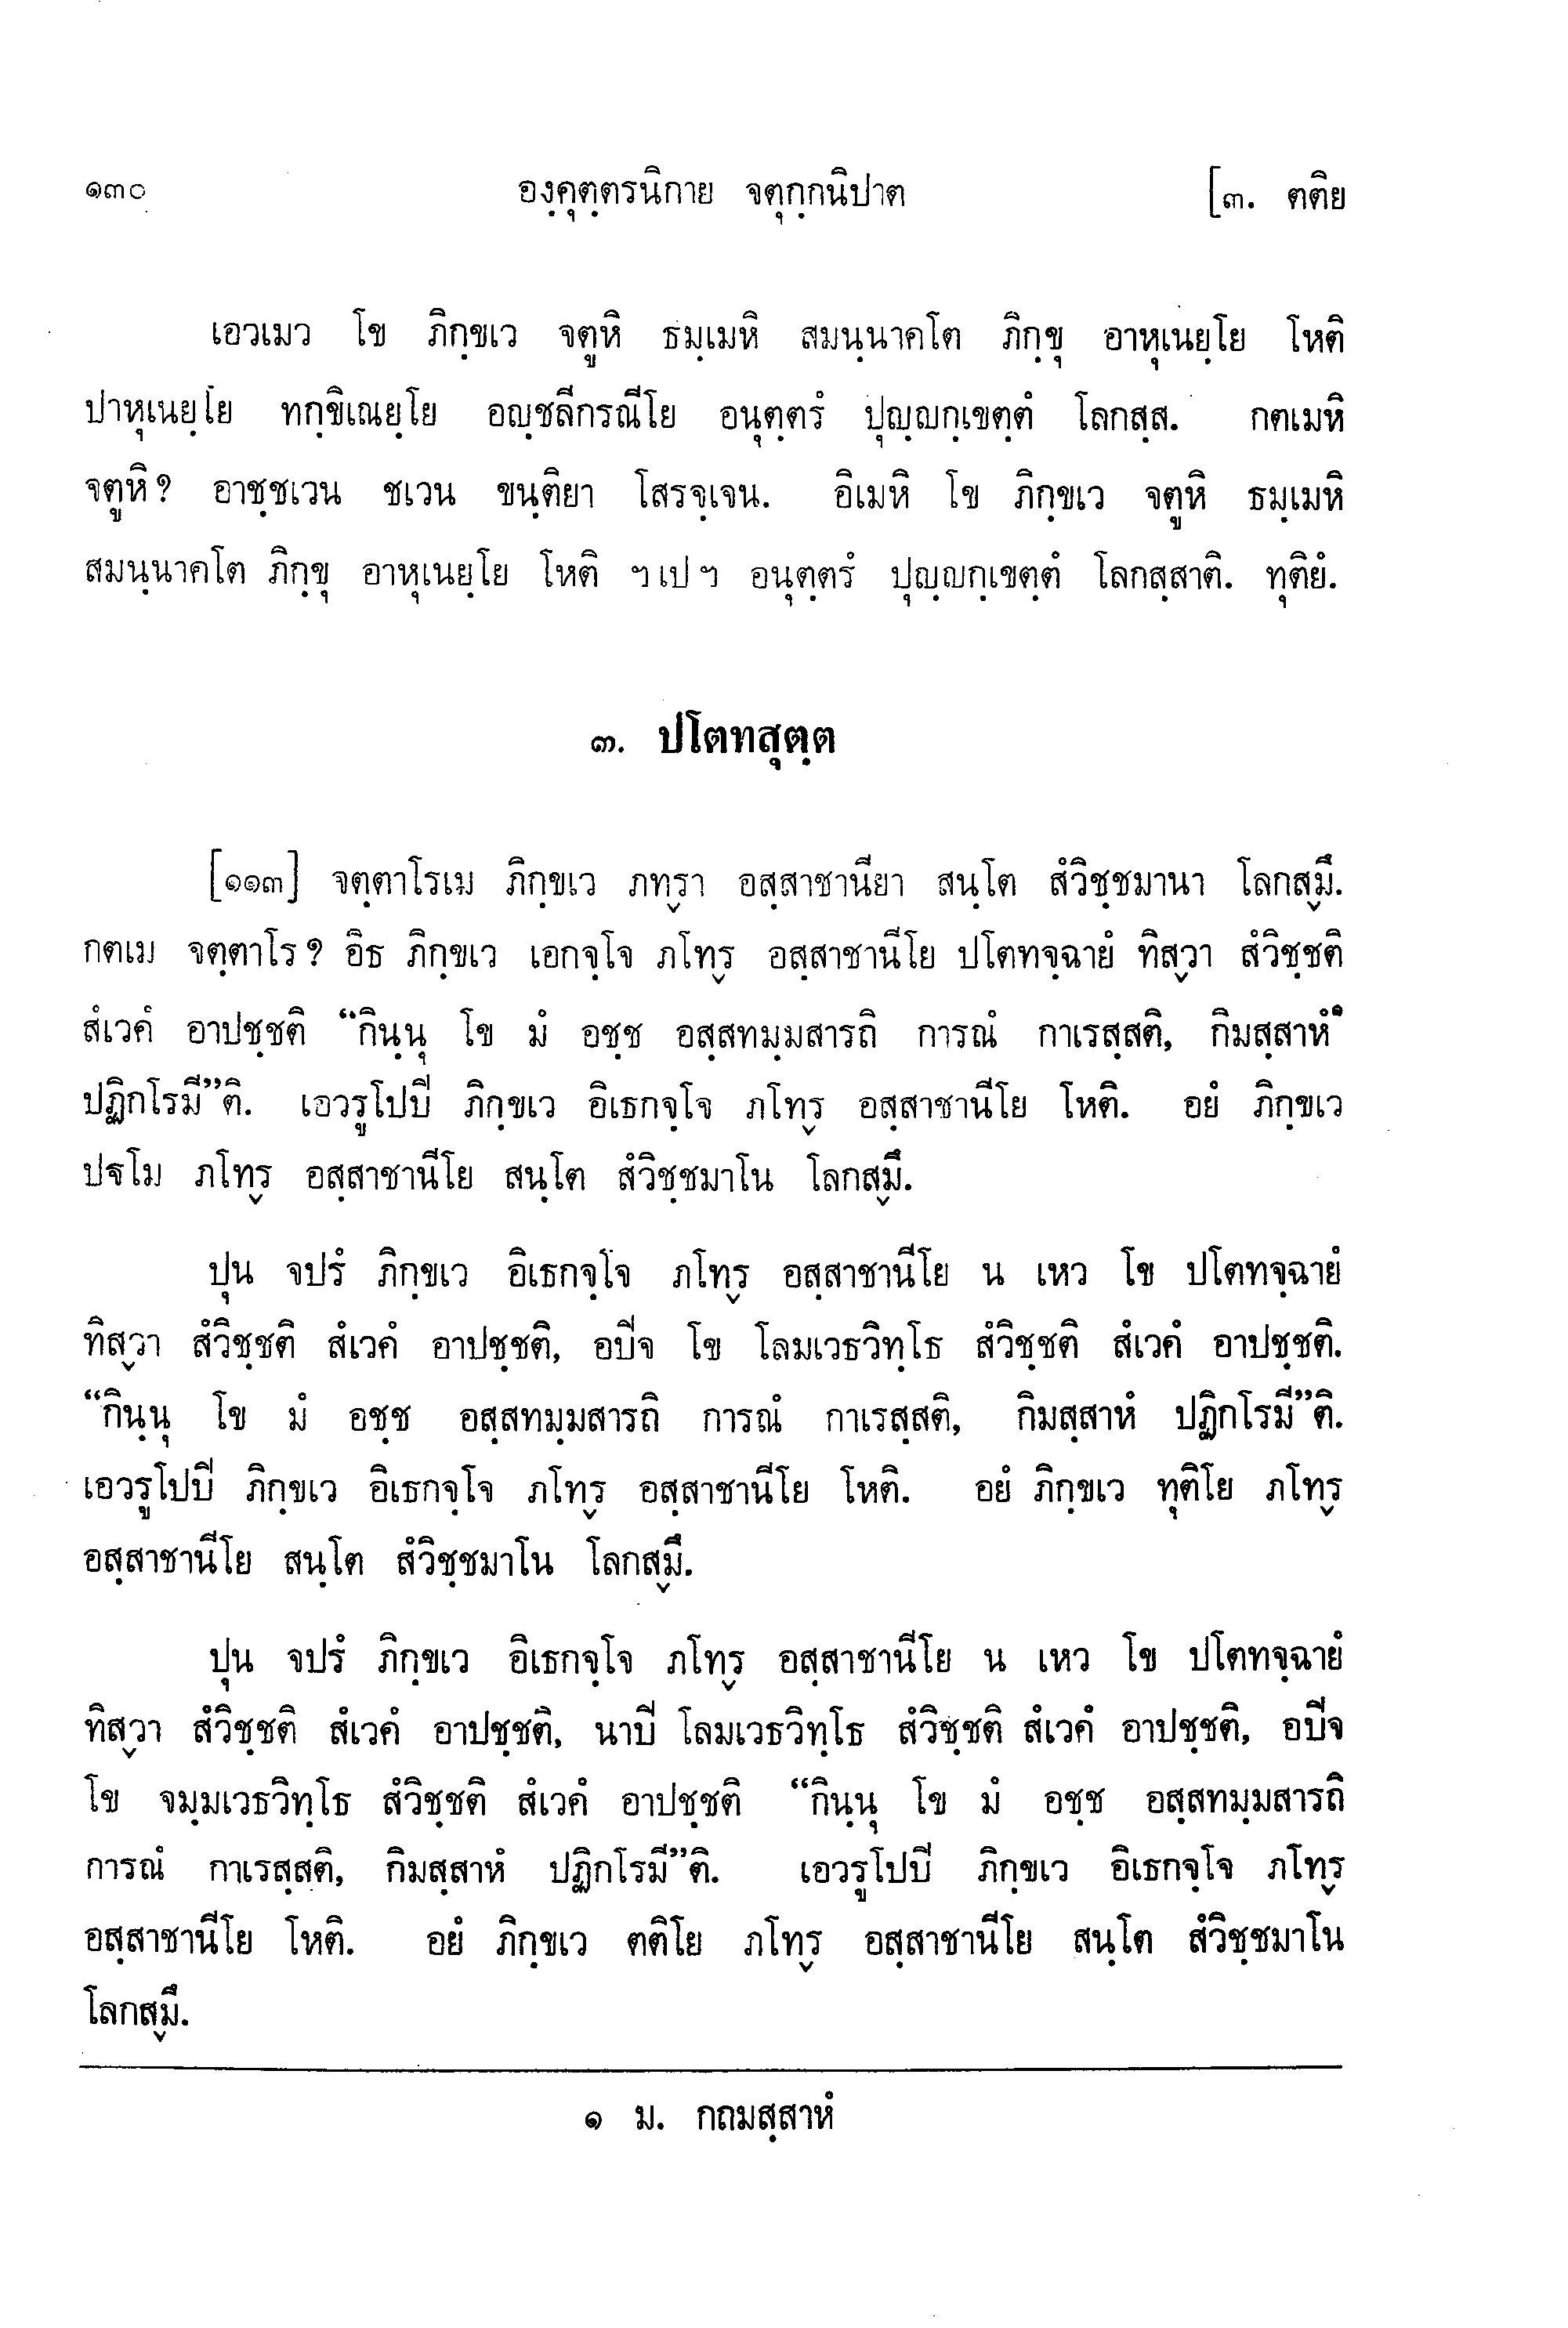 ๑๓๐ องฺคุตฺตรนิกาย จตุกฺกนิปาต [๓. ตติย
เอวเมว โข ภิกฺขเว จตูหิ ธมฺเมหิ สมนฺนาคโต ภิกฺขุ อาหุเนยฺโย โหติ
ปาหุเนยฺโย ทกฺขิเณยฺโย อญฺชลีกรณีโย อนุตฺตรํ ปุญฺญกฺเขตฺตํ โลกสฺส. กตเมหิ
จตูหิ? อาชฺชเวน ชเวน ขนฺติยา โสรจฺเจน. อิเมหิ โข ภิกฺขเว จตูหิ ธมฺเมหิ
สมนฺนาคโต ภิกฺขุ อาหุเนยฺโย โหติ ฯเปฯ อนุตฺตรํ ปุญฺญกฺเขตฺตํ โลกสฺสาติ. ทุติยํ.
๓. ปโตทสุตฺต
[๑๑๓] จตฺตาโรเม ภิกฺขเว ภทฺรา อสฺสาชานียา สนฺโต สํวิชฺชมานา โลกสฺมึ.
กตเม จตฺตาโร? อิธ ภิกฺขเว เอกจฺโจ ภโทฺร อสฺสาชานีโย ปโตทจฺฉายํ ทิสฺวา สํวิชฺชติ
สํเวคํ อาปชฺชติ “กินฺนุ โข มํ อชฺช อสฺสทมฺมสารถิ การณํ กาเรสฺสติ, กิมสฺสาหํ๑
ปฏิกโรมี”ติ. เอวรูโปปี ภิกฺขเว อิเธกจฺโจ ภโทฺร อสฺสาชานีโย โหติ. อยํ ภิกฺขเว
ปฐโม ภโทฺร อสฺสาชานีโย สนฺโต สํวิชฺชมาโน โลกสฺมึ.
ปุน จปรํ ภิกฺขเว อิเธกจฺโจ ภโทฺร อสฺสาชานีโย น เหว โข ปโตทจฺฉายํ
ทิสฺวา สํวิชฺชติ สํเวคํ อาปชฺชติ, อปีจ โข โลมเวธวิทฺโธ สํวิชฺชติ สํเวคํ อาปชฺชติ.
“กินฺนุ โข มํ อชฺช อสฺสทมฺมสารถิ การณํ กาเรสฺสติ, กิมสฺสาหํ ปฏิกโรมี”ติ.
เอวรูโปปี ภิกฺขเว อิเธกจฺโจ ภโทฺร อสฺสาชานีโย โหติ. อยํ ภิกฺขเว ทุติโย ภโทฺร
อสฺสาชานีโย สนฺโต สํวิชฺชมาโน โลกสฺมึ.
ปุน จปรํ ภิกฺขเว อิเธกจฺโจ ภโทฺร อสฺสาชานีโย น เหว โข ปโตทจฺฉายํ
ทิสฺวา สํวิชฺชติ สํเวคํ อาปชฺชติ, นาปี โลมเวธวิทฺโธ สํวิชฺชติ สํเวคํ อาปชฺชติ, อปีจ
โข จมฺมเวธวิทฺโธ สํวิชฺชติ สํเวคํ อาปชฺชติ “กินฺนุ โข มํ อชฺช อสฺสทมฺมสารถิ
การณํ กาเรสฺสติ, กิมสฺสาหํ ปฏิกโรมี”ติ. เอวรูโปปี ภิกฺขเว อิเธกจฺโจ ภโทฺร
อสฺสาชานีโย โหติ. อยํ ภิกฺขเว ตติโย ภโทฺร อสฺสาชานีโย สนฺโต สํวิชฺชมาโน
โลกสฺมึ.
๑ ม. กถมสฺสาหํ